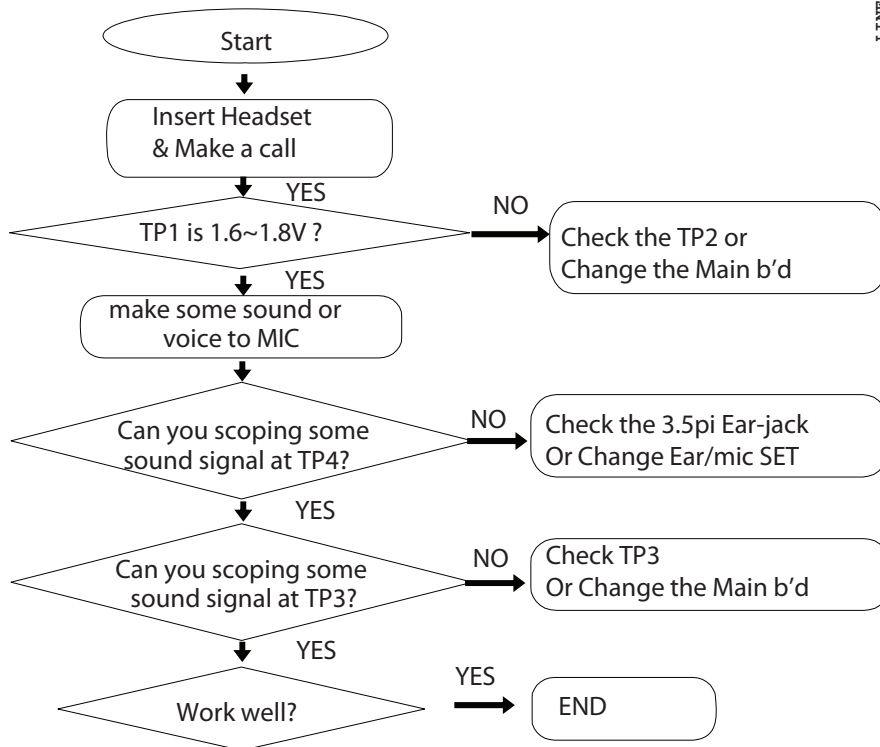 Start
Insert Headset
& Make a call
YES
TP1 is 1.6~1.8V ?
NO
Check the TP2 or
Change the Main b’d
YES
make some sound or
voice to MIC
Can you scoping some
sound signal at TP4?
NO
Check the 3.5pi Ear-jack
Or Change Ear/mic SET
YES
Can you scoping some
sound signal at TP3?
NO
Check TP3
Or Change the Main b’d
YES
Work well?
YES
END